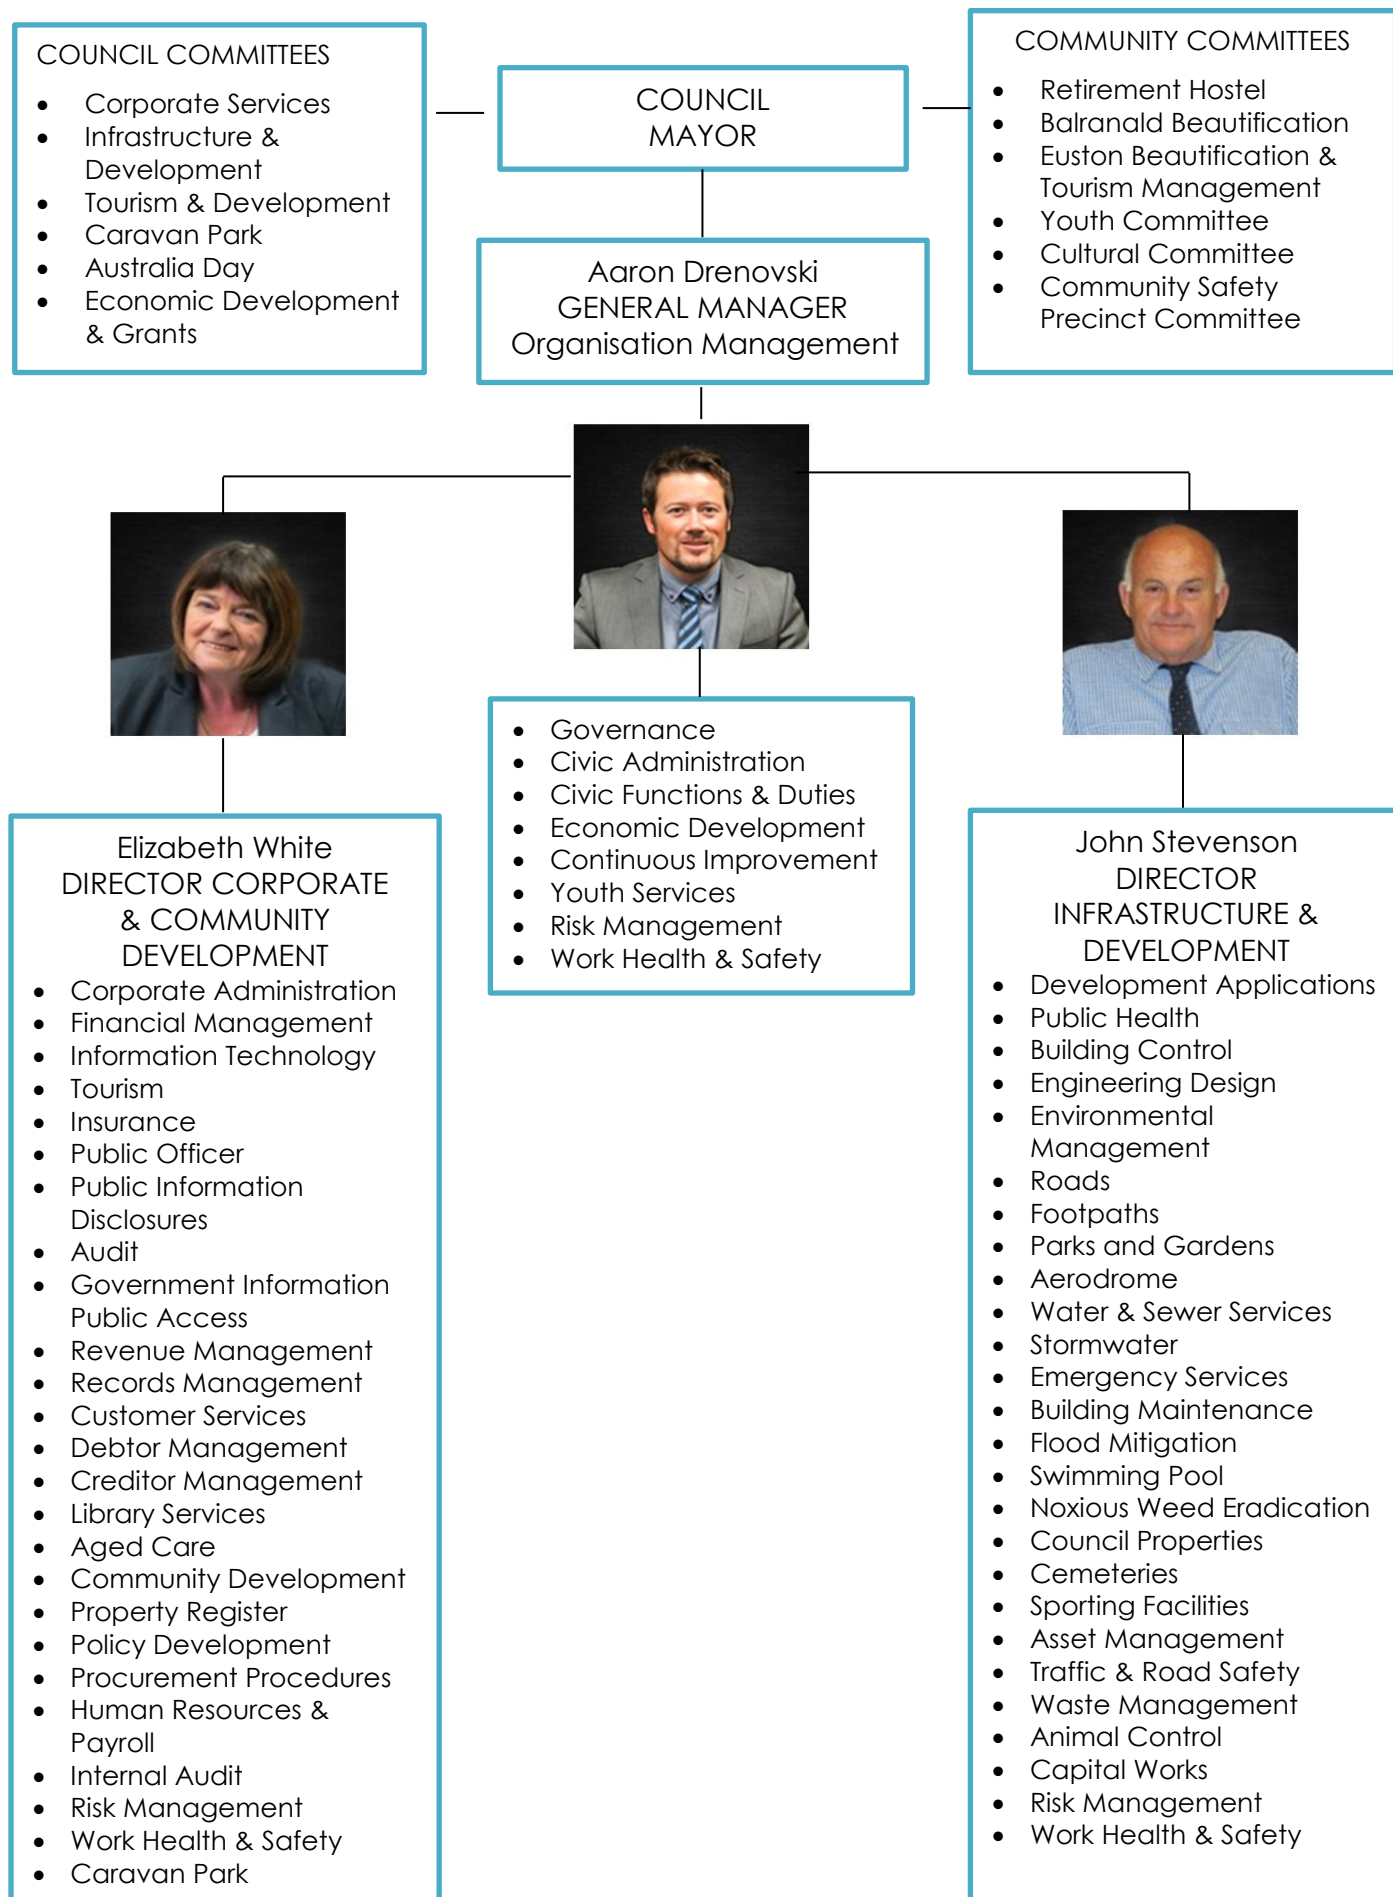 COUNCIL COMMITTEES
• Corporate Services
• Infrastructure &
Development
• Tourism & Development
• Caravan Park
• Australia Day
• Economic Development
& Grants
COUNCIL
MAYOR
COMMUNITY COMMITTEES
• Retirement Hostel
• Balranald Beautification
• Euston Beautification &
Tourism Management
• Youth Committee
• Cultural Committee
• Community Safety
Precinct Committee
Aaron Drenovski
GENERAL MANAGER
Organisation Management
• Governance
• Civic Administration
• Civic Functions & Duties
• Economic Development
• Continuous Improvement
• Youth Services
• Risk Management
• Work Health & Safety
Elizabeth White
DIRECTOR CORPORATE
& COMMUNITY
DEVELOPMENT
• Corporate Administration
• Financial Management
• Information Technology
• Tourism
• Insurance
• Public Officer
• Public Information
Disclosures
• Audit
• Government Information
Public Access
• Revenue Management
• Records Management
• Customer Services
• Debtor Management
• Creditor Management
• Library Services
• Aged Care
• Community Development
• Property Register
• Policy Development
• Procurement Procedures
• Human Resources &
Payroll
• Internal Audit
• Risk Management
• Work Health & Safety
• Caravan Park
John Stevenson
DIRECTOR
INFRASTRUCTURE &
DEVELOPMENT
• Development Applications
• Public Health
• Building Control
• Engineering Design
• Environmental
Management
• Roads
• Footpaths
• Parks and Gardens
• Aerodrome
• Water & Sewer Services
• Stormwater
• Emergency Services
• Building Maintenance
• Flood Mitigation
• Swimming Pool
• Noxious Weed Eradication
• Council Properties
• Cemeteries
• Sporting Facilities
• Asset Management
• Traffic & Road Safety
• Waste Management
• Animal Control
• Capital Works
• Risk Management
• Work Health & Safety